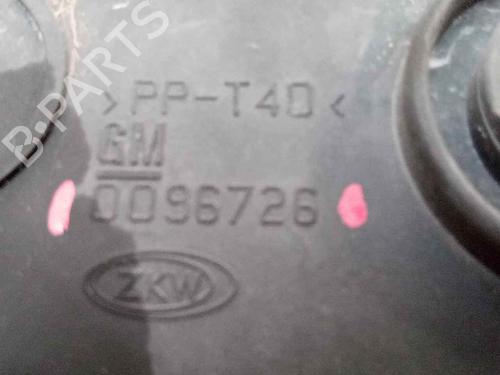 B-PARTS
>PP-T40<
GM
0096726
ZKW